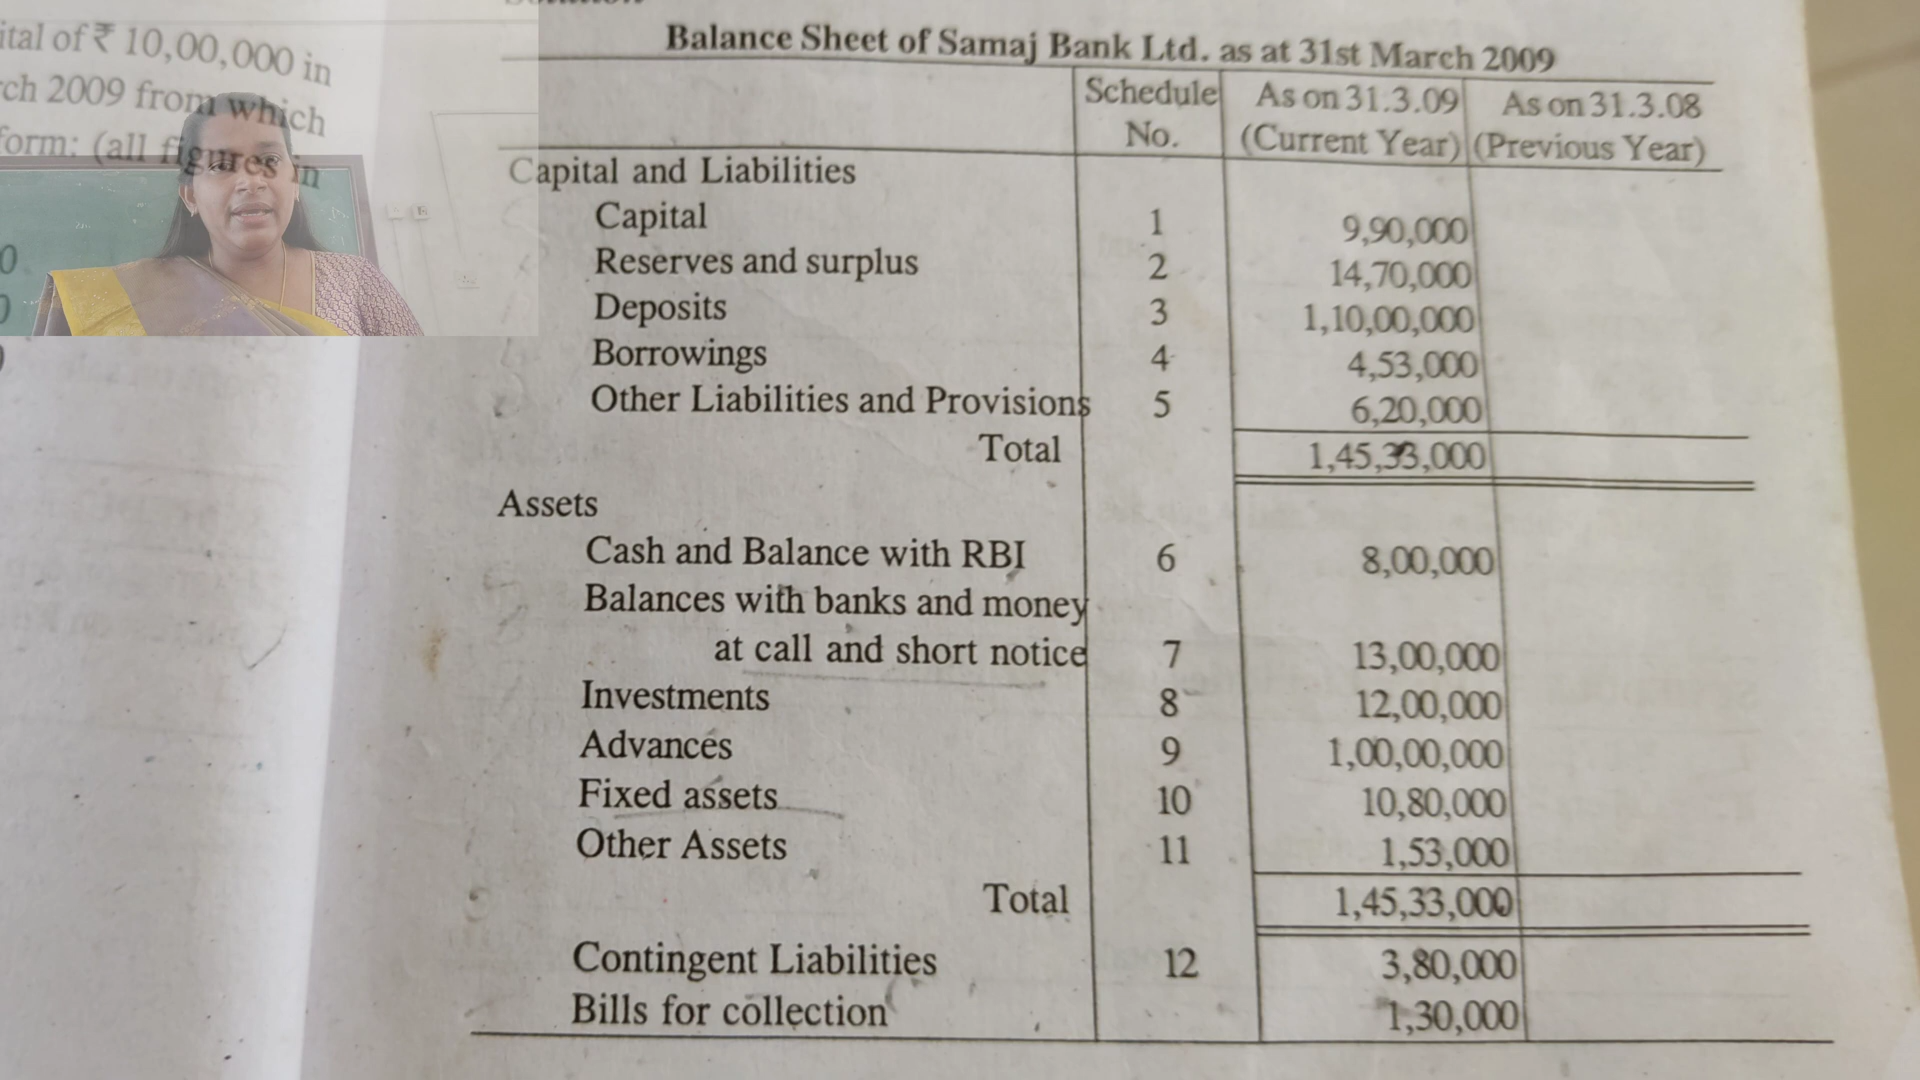 ital of ₹ 10,00,000 in
rch 2009 from which
form: (all figures in
0
Balance Sheet of Samaj Bank Ltd. as at 31st March 2009
Schedule No. As on 31.3.09 (Current Year) As on 31.3.08 (Previous Year)
Capital and Liabilities
Capital 1 9,90,000
Reserves and surplus 2 14,70,000
Deposits 3 1,10,00,000
Borrowings 4 4,53,000
Other Liabilities and Provisions 5 6,20,000
Total 1,45,33,000
Assets
Cash and Balance with RBI 6 8,00,000
Balances with banks and money
at call and short notice 7 13,00,000
Investments 8 12,00,000
Advances 9 1,00,00,000
Fixed assets 10 10,80,000
Other Assets 11 1,53,000
Total 1,45,33,000
Contingent Liabilities 12 3,80,000
Bills for collection 1,30,000